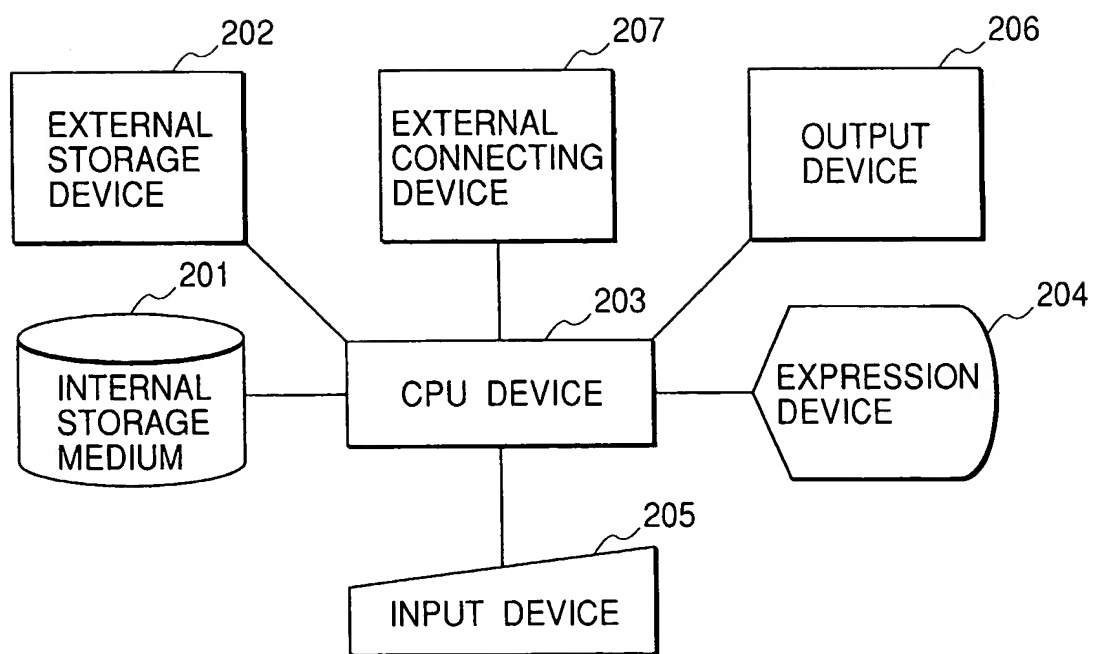 202
EXTERNAL
STORAGE
DEVICE
207
EXTERNAL
CONNECTING
DEVICE
206
OUTPUT
DEVICE
201
INTERNAL
STORAGE
MEDIUM
203
CPU DEVICE
204
EXPRESSION
DEVICE
205
INPUT DEVICE